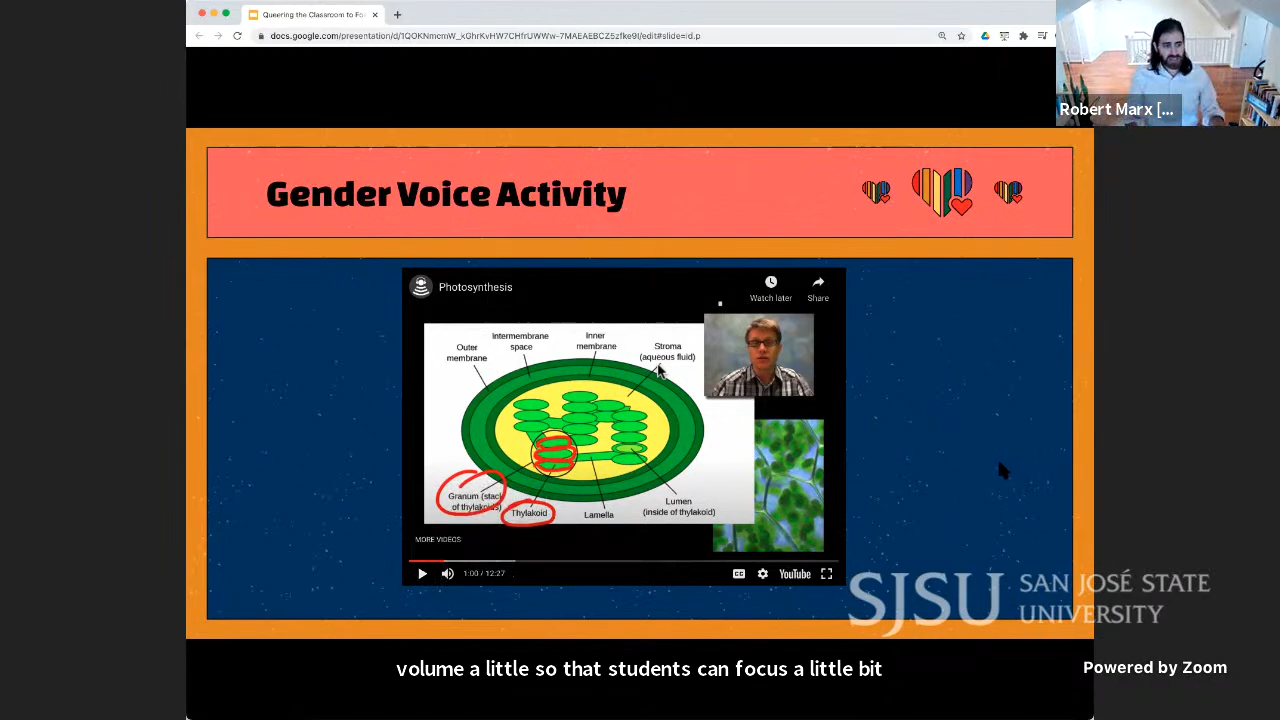 Queering the Classroom to Fo
docs.google.com/presentation/d/1QOKNmcmW_kGhrKvHW7CHfrUWWw-7MAEAEBCZ5zfke9I/edit#slide=id.p
Robert Marx [...
Gender Voice Activity
Photosynthesis
Watch later
Share
Outer
membrane
Intermembrane
space
Inner
membrane
Stroma
(aqueous fluid)
Granum (stack
of thylakoids)
Thylakoid
Lamella
Lumen
(inside of thylakoid)
MORE VIDEOS
1:00 / 12:27
CC
YouTube
SJSU SAN JOSÉ STATE
UNIVERSITY
volume a little so that students can focus a little bit
Powered by Zoom